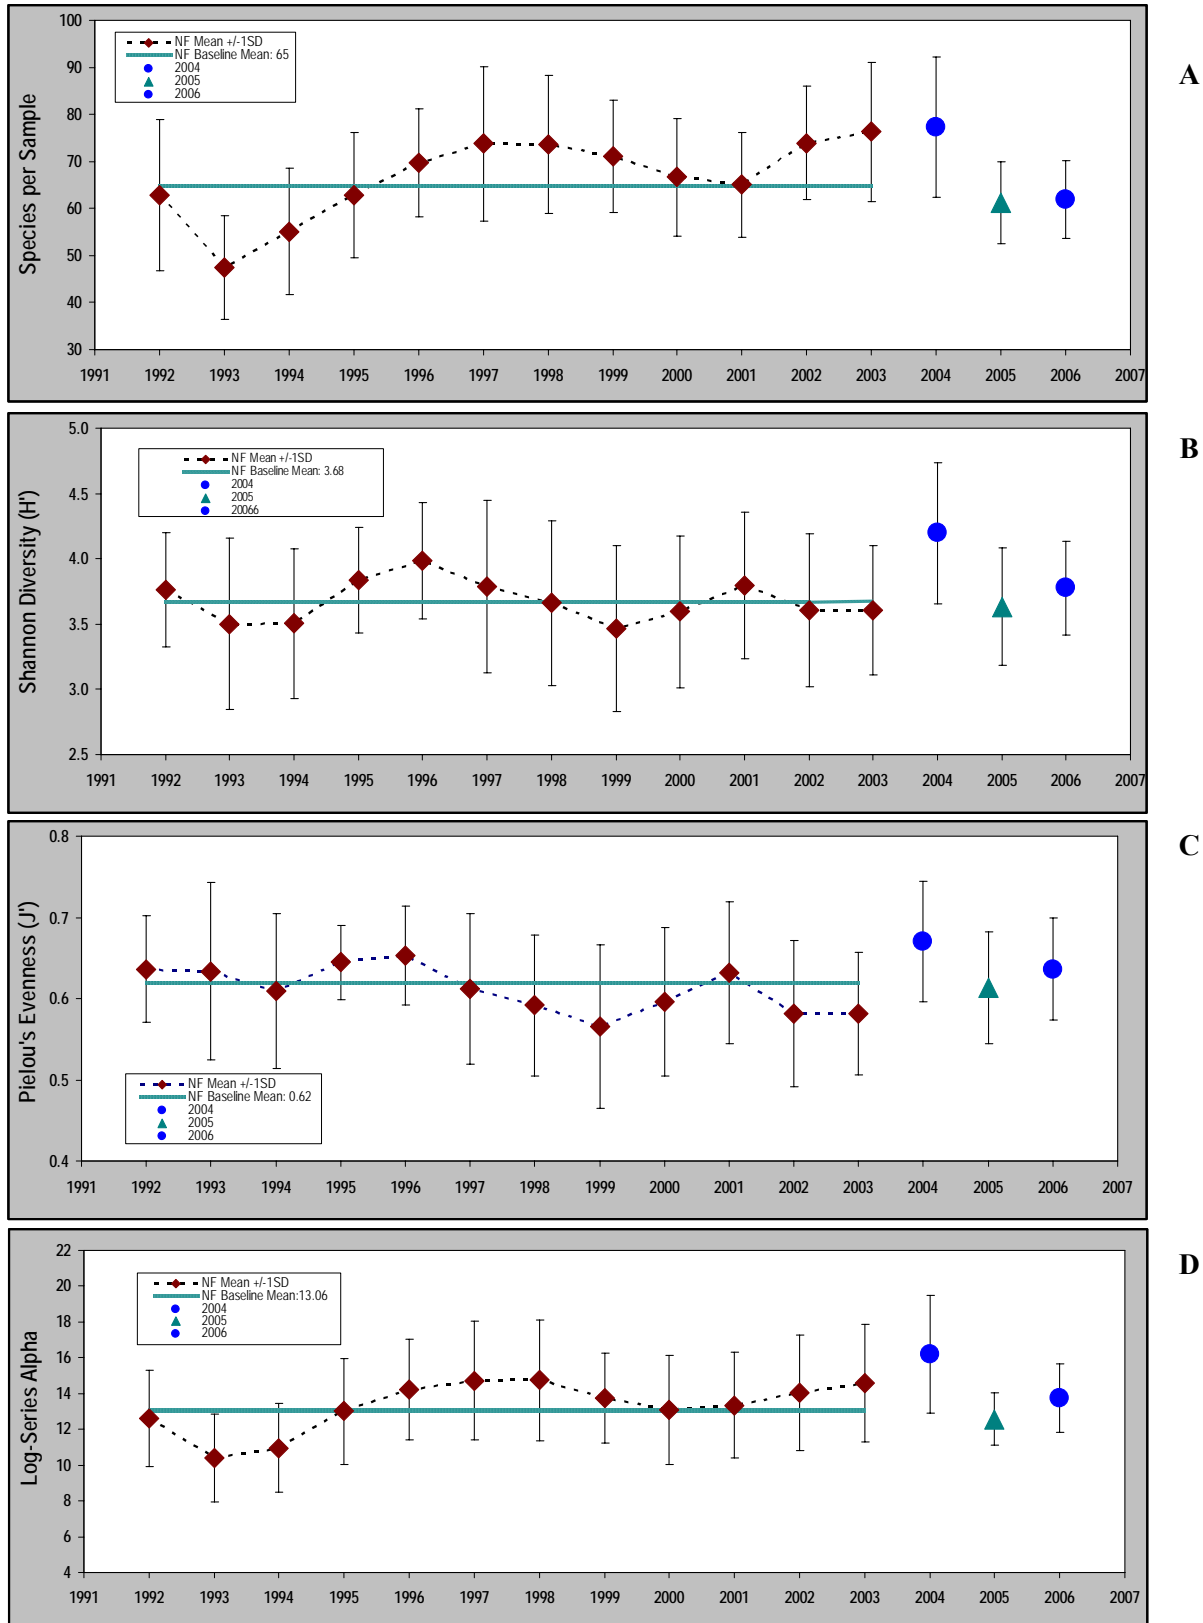 A
Species per Sample
100
90
80
70
60
50
40
30
NF Mean +/-1SD
NF Baseline Mean: 65
2004
2005
2006
1991 1992 1993 1994 1995 1996 1997 1998 1999 2000 2001 2002 2003 2004 2005 2006 2007
B
Shannon Diversity (H')
5.0
4.5
4.0
3.5
3.0
2.5
NF Mean +/-1SD
NF Baseline Mean: 3.68
2004
2005
20066
1991 1992 1993 1994 1995 1996 1997 1998 1999 2000 2001 2002 2003 2004 2005 2006 2007
C
Pielou's Evenness (J')
0.8
0.7
0.6
0.5
0.4
NF Mean +/-1SD
NF Baseline Mean: 0.62
2004
2005
2006
1991 1992 1993 1994 1995 1996 1997 1998 1999 2000 2001 2002 2003 2004 2005 2006 2007
D
Log-Series Alpha
22
20
18
16
14
12
10
8
6
4
NF Mean +/-1SD
NF Baseline Mean:13.06
2004
2005
2006
1991 1992 1993 1994 1995 1996 1997 1998 1999 2000 2001 2002 2003 2004 2005 2006 2007